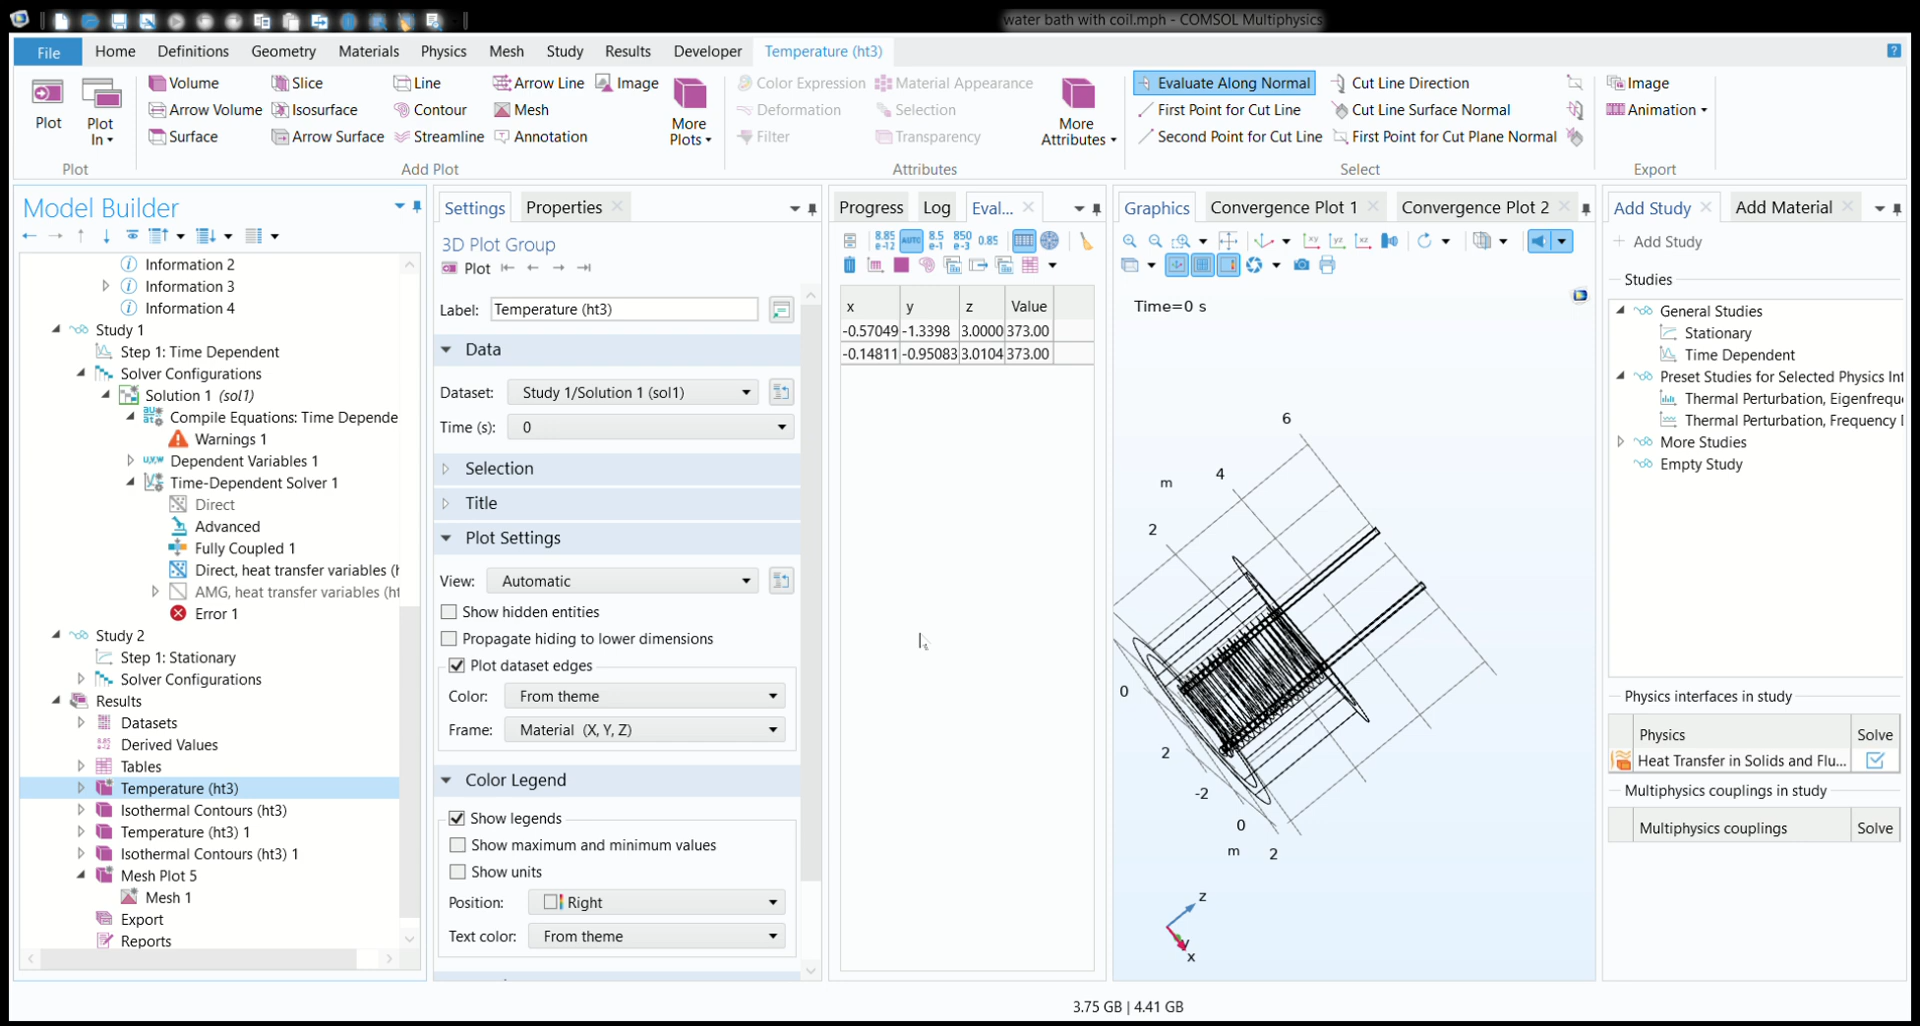 water bath with coil.mph - COMSOL Multiphysics
File Home Definitions Geometry Materials Physics Mesh Study Results Developer Temperature (ht3)
Volume Slice Line Arrow Line Image Color Expression Material Appearance Evaluate Along Normal Cut Line Direction Image
Arrow Volume Isosurface Contour Mesh Deformation Selection First Point for Cut Line Cut Line Surface Normal Animation
Surface Arrow Surface Streamline Annotation Filter Transparency Second Point for Cut Line First Point for Cut Plane Normal
Plot Plot In More Plots More Attributes
Plot Add Plot Attributes Select Export
Model Builder
Information 2
Information 3
Information 4
Study 1
Step 1: Time Dependent
Solver Configurations
Solution 1 (sol1)
Compile Equations: Time Depende
Warnings 1
Dependent Variables 1
Time-Dependent Solver 1
Direct
Advanced
Fully Coupled 1
Direct, heat transfer variables (h
AMG, heat transfer variables (ht
Error 1
Study 2
Step 1: Stationary
Solver Configurations
Results
Datasets
Derived Values
Tables
Temperature (ht3)
Isothermal Contours (ht3)
Temperature (ht3) 1
Isothermal Contours (ht3) 1
Mesh Plot 5
Mesh 1
Export
Reports
Settings Properties
3D Plot Group
Plot
Label: Temperature (ht3)
Data
Dataset: Study 1/Solution 1 (sol1)
Time (s): 0
Selection
Title
Plot Settings
View: Automatic
Show hidden entities
Propagate hiding to lower dimensions
Plot dataset edges
Color: From theme
Frame: Material (X, Y, Z)
Color Legend
Show legends
Show maximum and minimum values
Show units
Position: Right
Text color: From theme
Progress Log Eval...
8.85 e-12 AUTO 8.5 e-1 850 e-3 0.85
x y z Value
-0.57049 -1.3398 3.0000 373.00
-0.14811 -0.95083 3.0104 373.00
Graphics Convergence Plot 1 Convergence Plot 2
Time=0 s
6
4
m
2
0
2
-2
0
m 2
z
y
x
Add Study Add Material
Add Study
Studies
General Studies
Stationary
Time Dependent
Preset Studies for Selected Physics Int
Thermal Perturbation, Eigenfreque
Thermal Perturbation, Frequency
More Studies
Empty Study
Physics interfaces in study
Physics Solve
Heat Transfer in Solids and Flu...
Multiphysics couplings in study
Multiphysics couplings Solve
3.75 GB | 4.41 GB